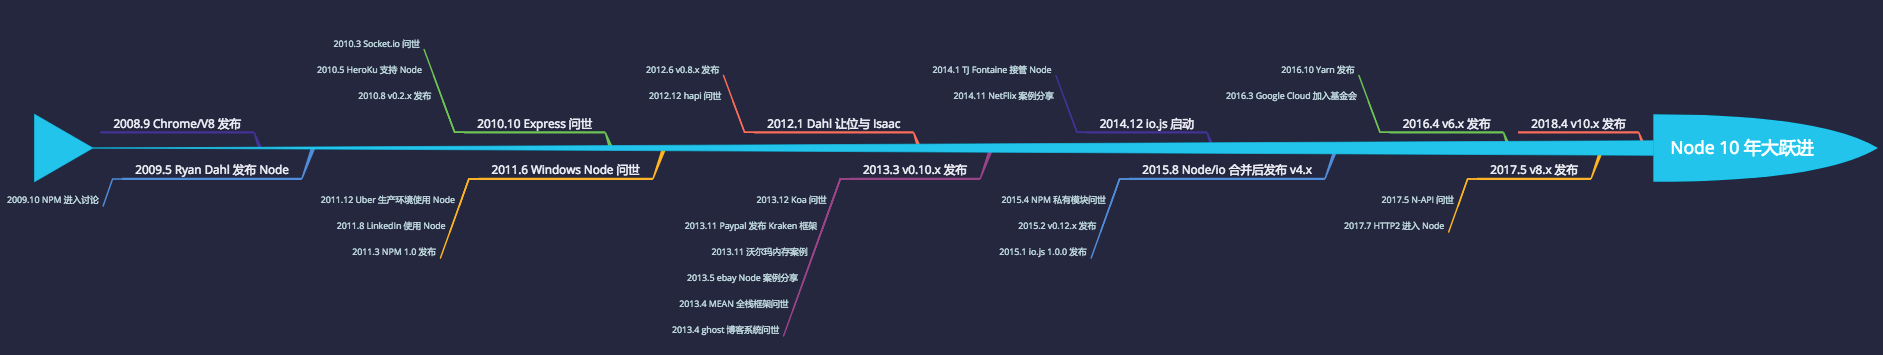 2010.3 Socket.io 问世
2010.5 HeroKu 支持 Node
2010.8 v0.2.x 发布
2012.6 v0.8.x 发布
2012.12 hapi 问世
2014.1 TJ Fontaine 接管 Node
2014.11 NetFlix 案例分享
2016.10 Yarn 发布
2016.3 Google Cloud 加入基金会
2008.9 Chrome/V8 发布
2010.10 Express 问世
2012.1 Dahl 让位与 Isaac
2014.12 io.js 启动
2016.4 v6.x 发布
2018.4 v10.x 发布
Node 10 年大跃进
2009.5 Ryan Dahl 发布 Node
2011.6 Windows Node 问世
2013.3 v0.10.x 发布
2015.8 Node/io 合并后发布 v4.x
2017.5 v8.x 发布
2009.10 NPM 进入讨论
2011.12 Uber 生产环境使用 Node
2011.8 LinkedIn 使用 Node
2011.3 NPM 1.0 发布
2013.12 Koa 问世
2013.11 Paypal 发布 Kraken 框架
2013.11 沃尔玛内存案例
2013.5 ebay Node 案例分享
2013.4 MEAN 全栈框架问世
2013.4 ghost 博客系统问世
2015.4 NPM 私有模块问世
2015.2 v0.12.x 发布
2015.1 io.js 1.0.0 发布
2017.5 N-API 问世
2017.7 HTTP2 进入 Node